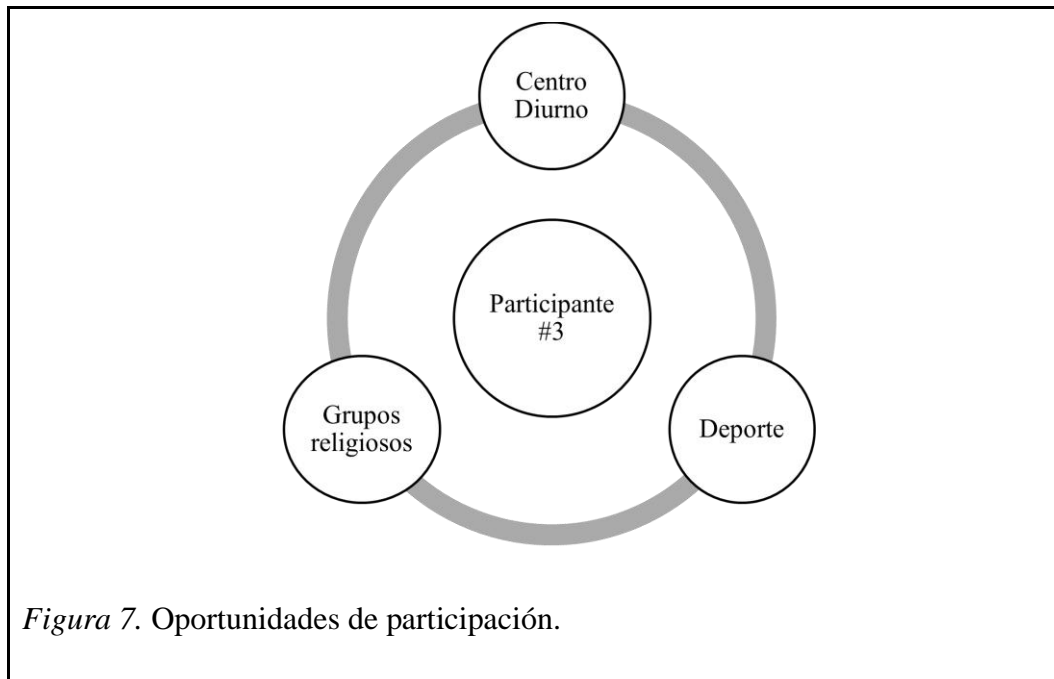 Centro
Diurno
Participante
#3
Grupos
religiosos
Deporte
Figura 7. Oportunidades de participación.